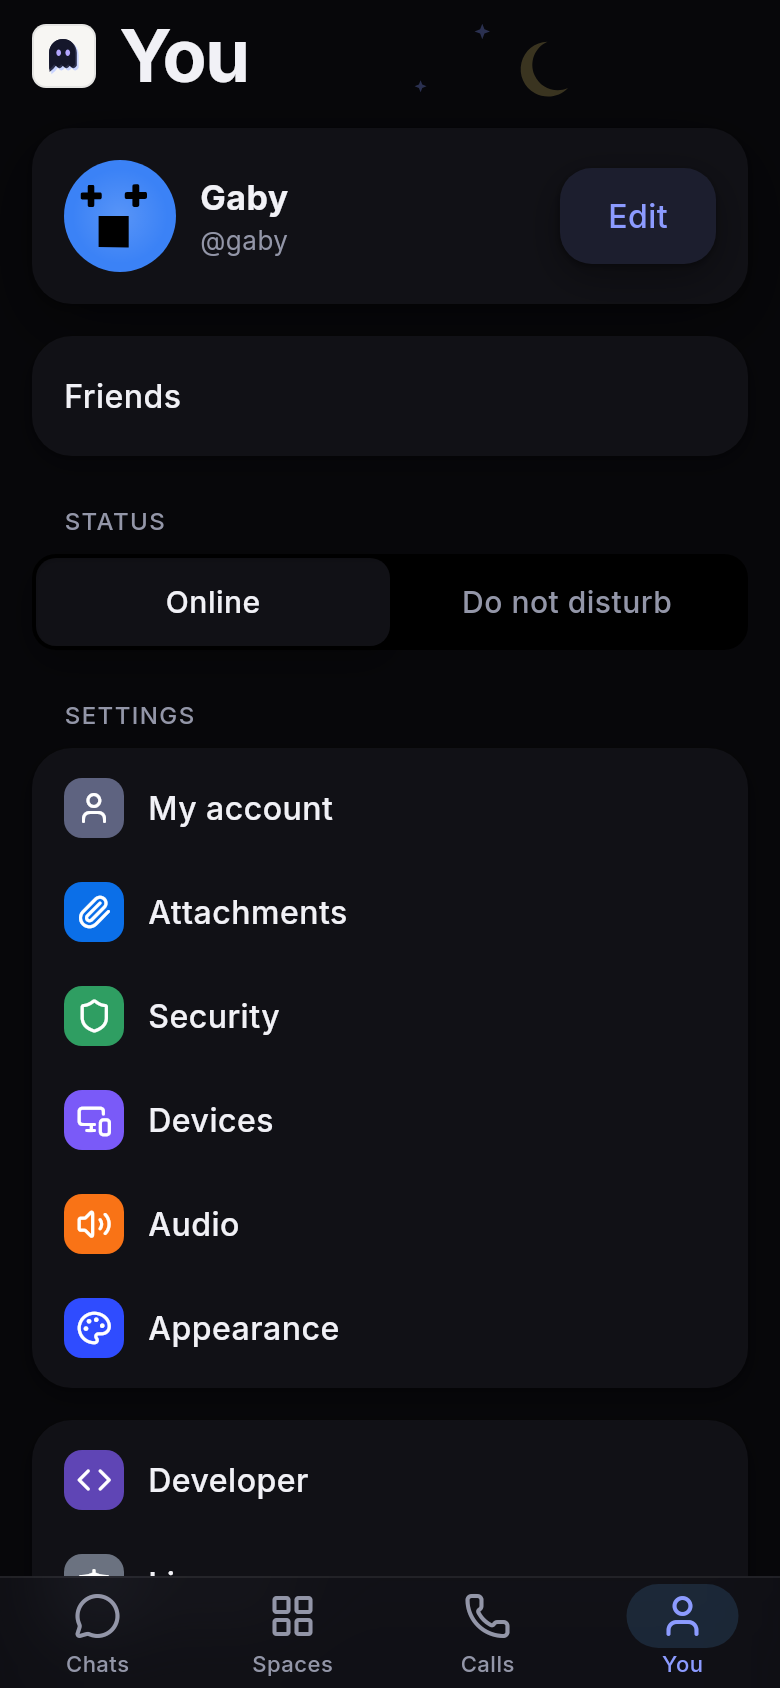 You
Gaby
@gaby
Edit
Friends
STATUS
Online
Do not disturb
SETTINGS
My account
Attachments
Security
Devices
Audio
Appearance
Developer
Chats
Spaces
Calls
You